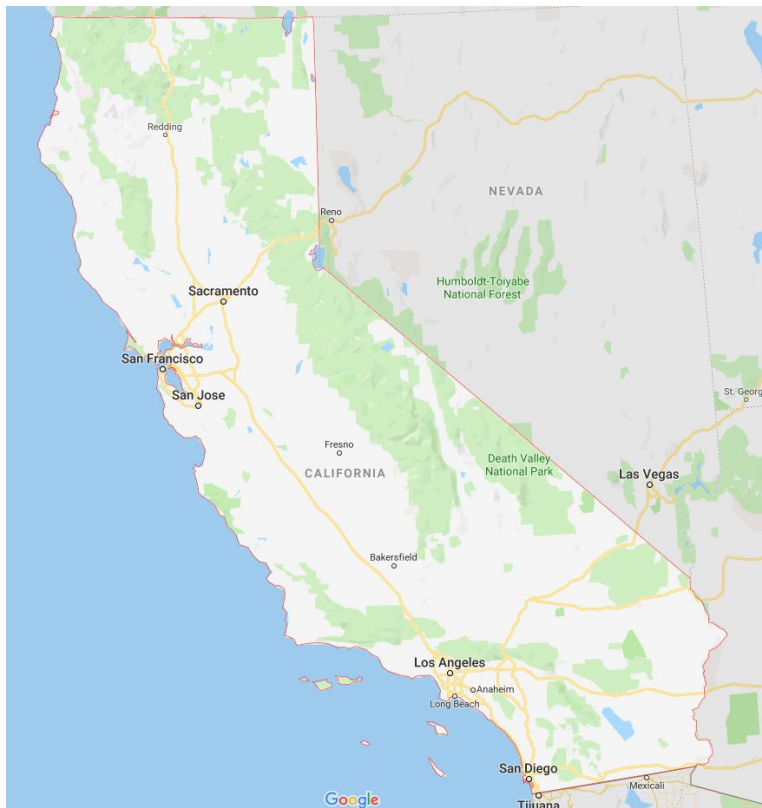 Redding
NEVADA
Reno
Humboldt-Toiyabe
National Forest
Sacramento
San Francisco
St. Georg
San Jose
Fresno
Death Valley
National Park
CALIFORNIA
Las Vegas
Bakersfield
Los Angeles
Anaheim
Long Beach
San Diego
Mexicali
Google
Tijuana